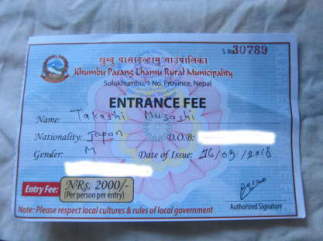 खुम्बु पासाङल्हामु गाउँपालिका
S.No 30789
Khumbu Pasang Lhamu Rural Municipality
Solukhumbu, 1 No. Province, Nepal
ENTRANCE FEE
Name: Takashi Musashi
Nationality: Japan D.O.B:
Gender: M Date of Issue: 16/09/2018
Entry Fee: NRs. 2000/-
(Per person per entry)
Authorized Signature
Note: Please respect local cultures & rules of local government